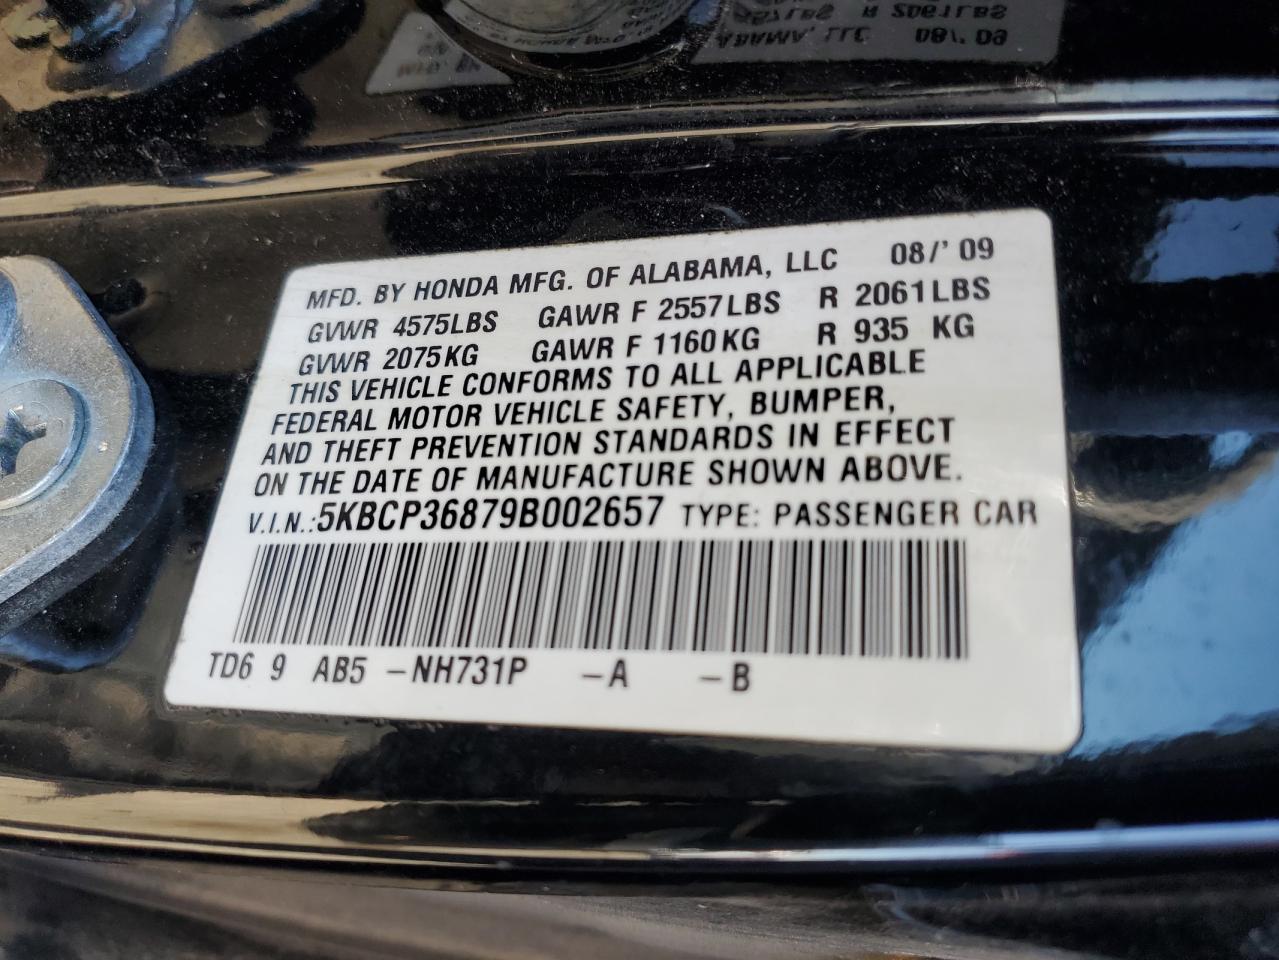 MFD. BY HONDA MFG. OF ALABAMA, LLC 08/' 09
GVWR 4575LBS GAWR F 2557LBS R 2061LBS
GVWR 2075KG GAWR F 1160KG R 935 KG
THIS VEHICLE CONFORMS TO ALL APPLICABLE
FEDERAL MOTOR VEHICLE SAFETY, BUMPER,
AND THEFT PREVENTION STANDARDS IN EFFECT
ON THE DATE OF MANUFACTURE SHOWN ABOVE.
V.I.N.:5KBCP36879B002657 TYPE: PASSENGER CAR
TD6 9 AB5 -NH731P -A -B